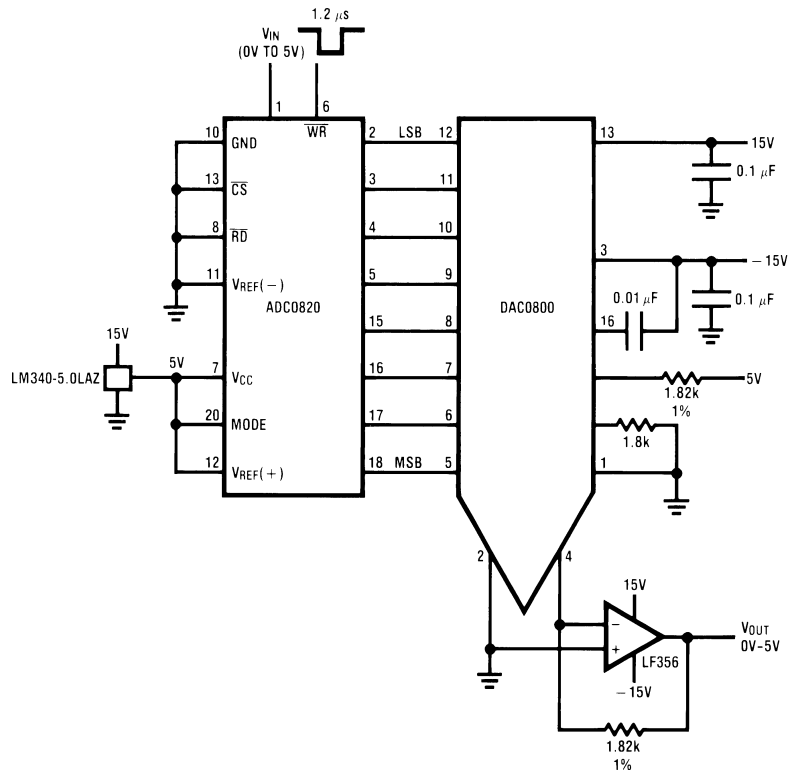 1.2 μs
VIN
(0V TO 5V)
1
6
WR
10 GND
13 CS
8 RD
11 VREF(−)
ADC0820
15V
LM340-5.0LAZ
5V
7 VCC
20 MODE
12 VREF(+)
2 LSB 12
3 11
4 10
5 9
15 8
16 7
17 6
18 MSB 5
DAC0800
13 15V
0.1 μF
3 −15V
0.01 μF
0.1 μF
16
5V
1.82k
1%
1.8k
1
2
4
15V
−
+
LF356
−15V
VOUT
0V–5V
1.82k
1%